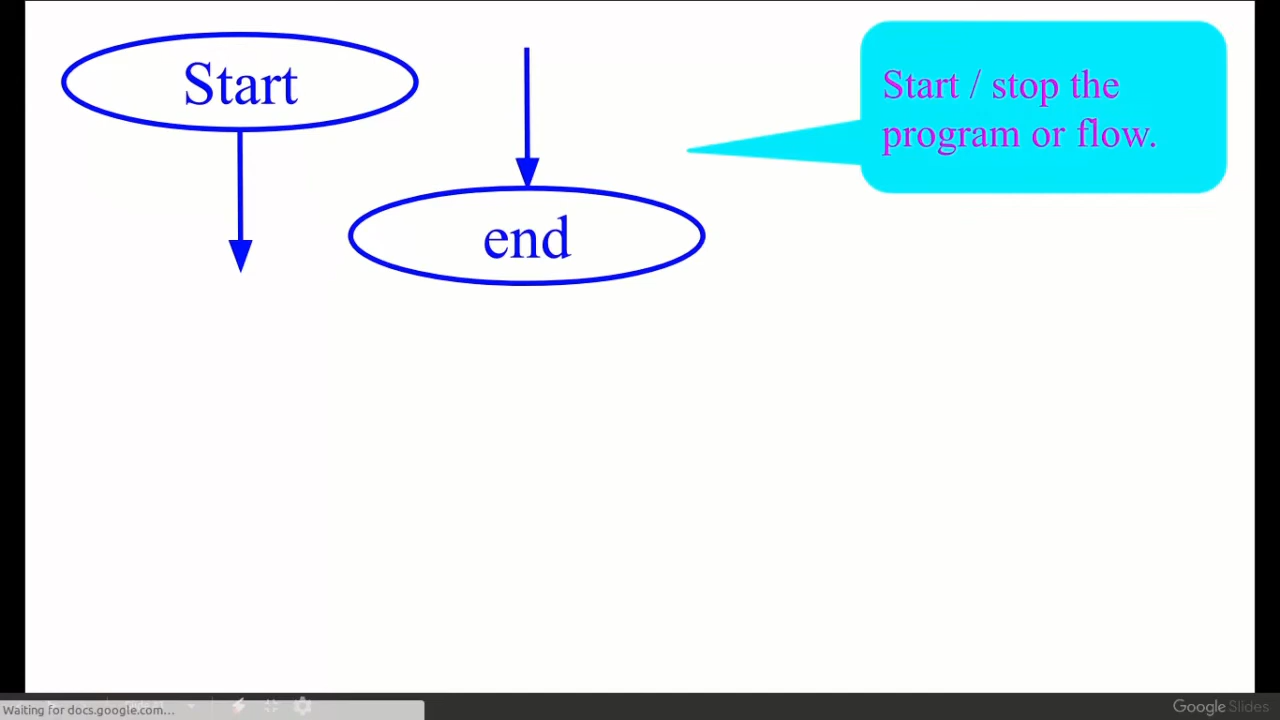 Start
end
Start / stop the
program or flow.
Waiting for docs.google.com...
Google Slides